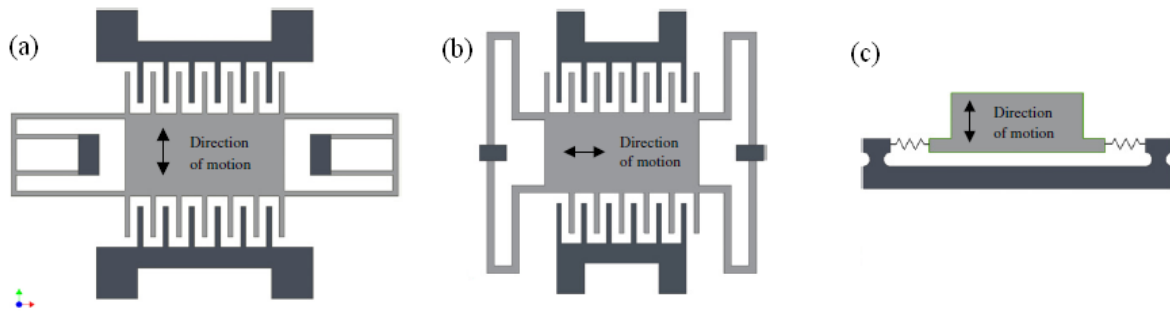 (a)
Direction
of motion
(b)
Direction
of motion
(c)
Direction
of motion